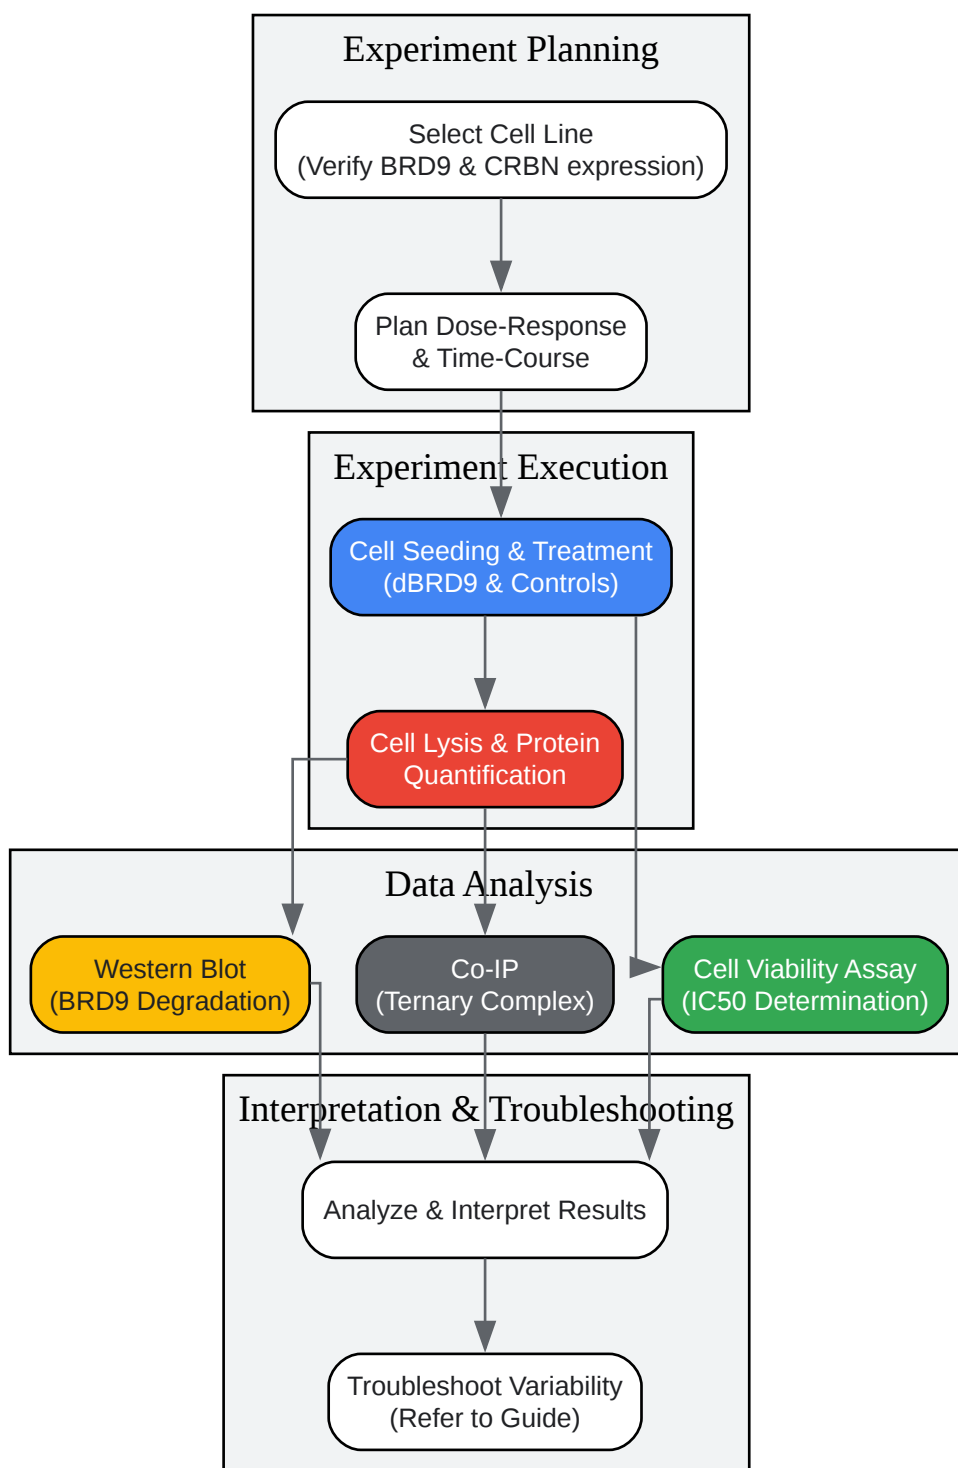 Experiment Planning
Select Cell Line
(Verify BRD9 & CRBN expression)
Plan Dose-Response
& Time-Course
Experiment Execution
Cell Seeding & Treatment
(dBRD9 & Controls)
Cell Lysis & Protein
Quantification
Data Analysis
Western Blot
(BRD9 Degradation)
Co-IP
(Ternary Complex)
Cell Viability Assay
(IC50 Determination)
Interpretation & Troubleshooting
Analyze & Interpret Results
Troubleshoot Variability
(Refer to Guide)